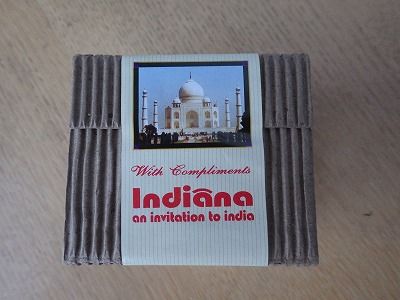 With Compliments
Indiana
an invitation to india